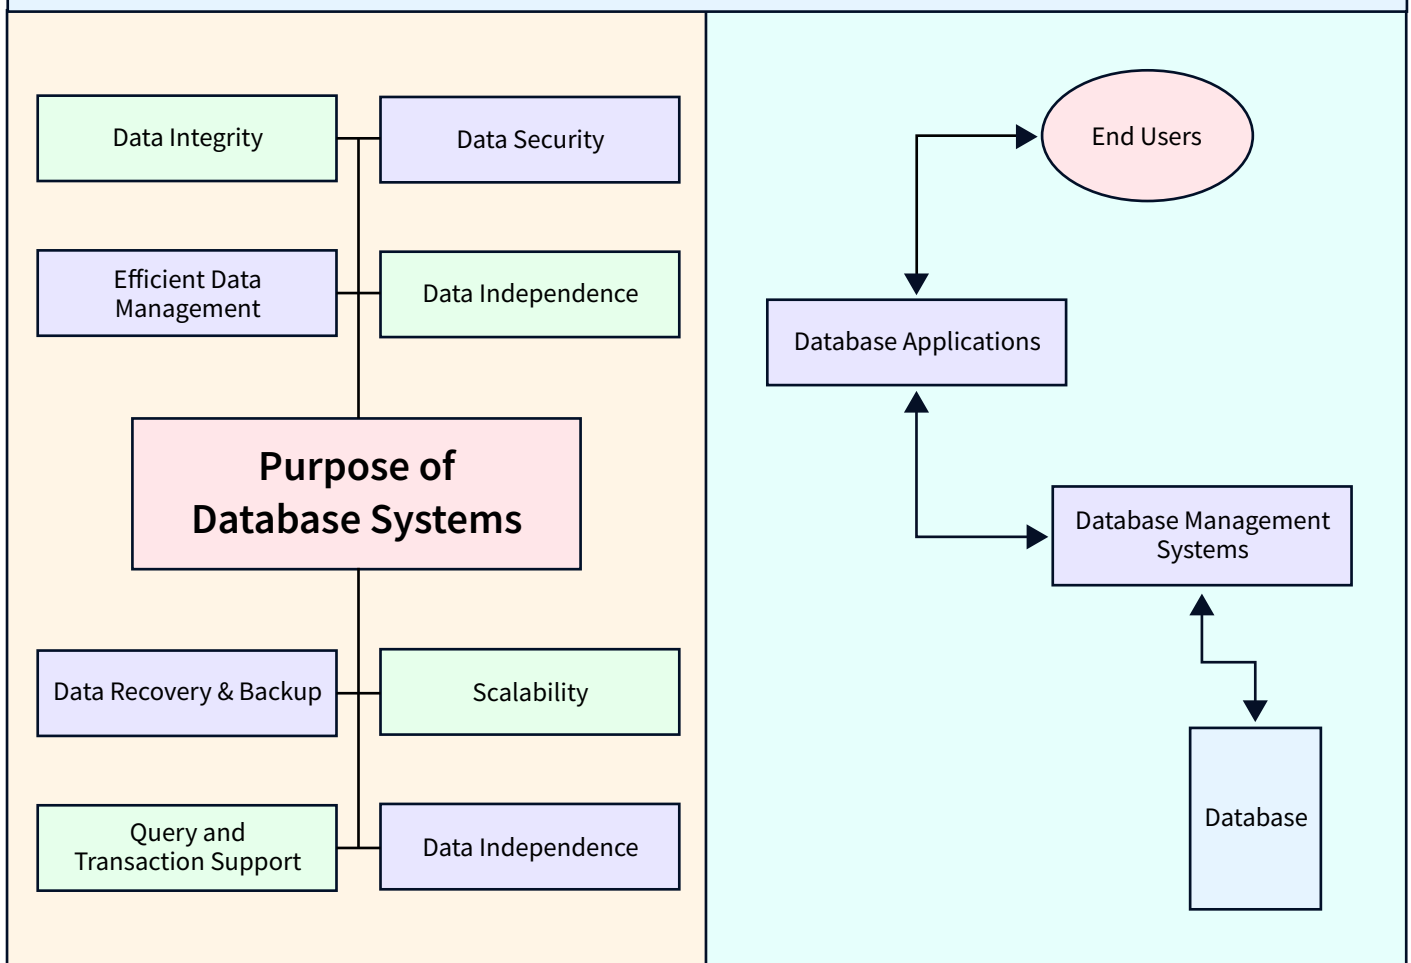 Data Integrity
Data Security
Efficient Data
Management
Data Independence
Purpose of
Database Systems
Data Recovery & Backup
Scalability
Query and
Transaction Support
Data Independence
End Users
Database Applications
Database Management
Systems
Database